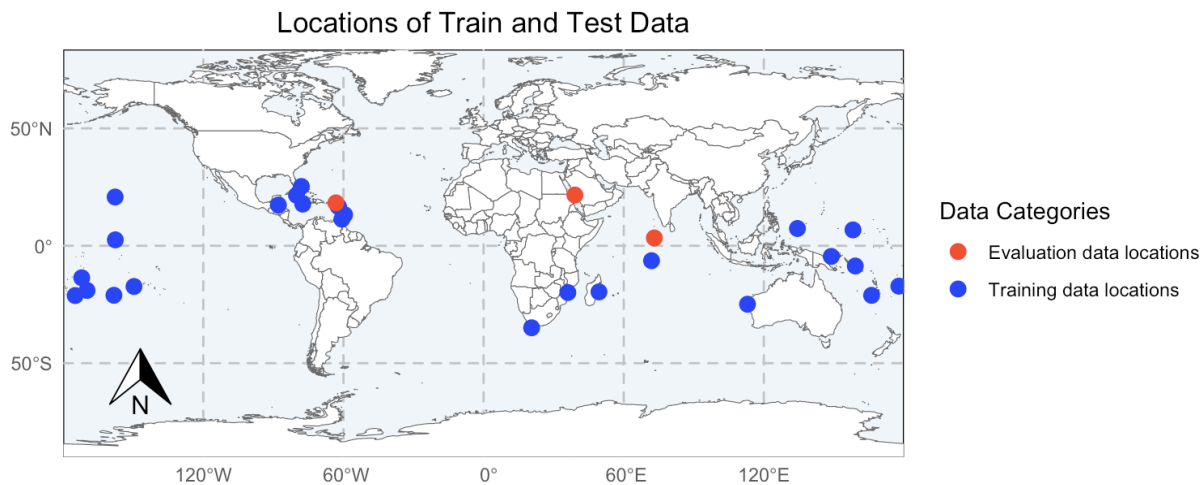 Locations of Train and Test Data
50°N
0°
50°S
N
120°W 60°W 0° 60°E 120°E
Data Categories
Evaluation data locations
Training data locations